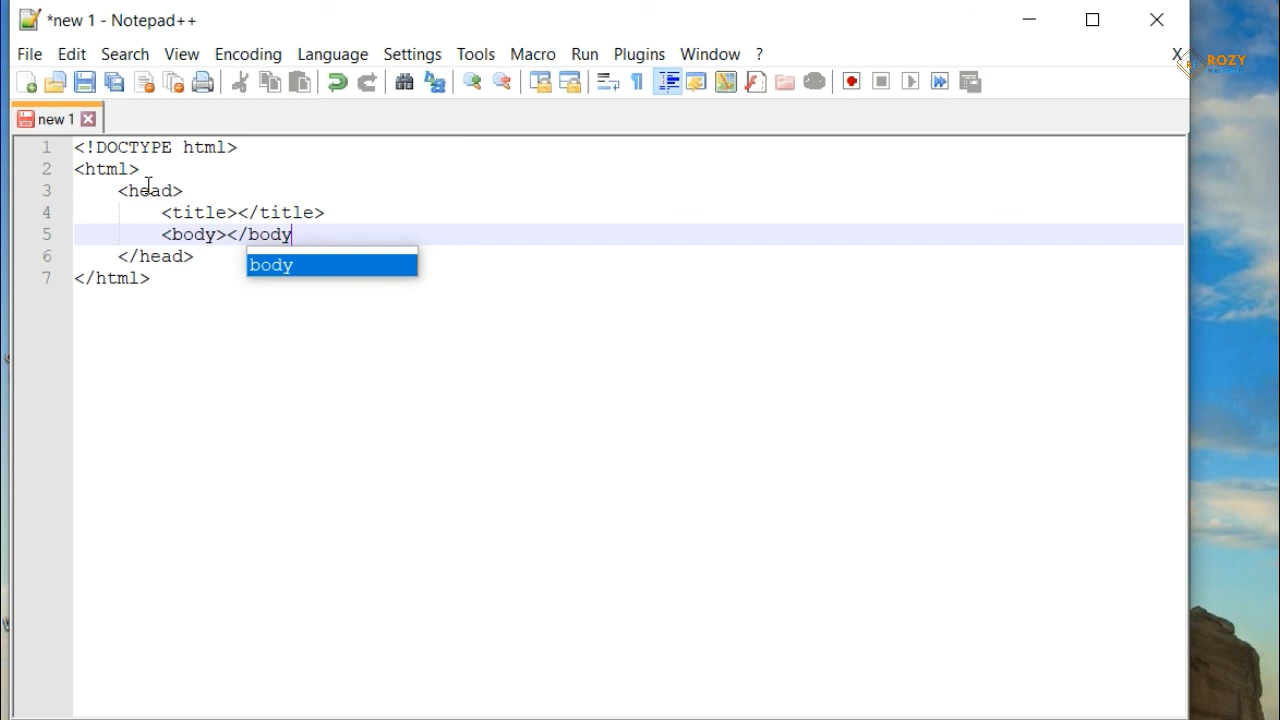 *new 1 - Notepad++
File Edit Search View Encoding Language Settings Tools Macro Run Plugins Window ? X
ROZY
new 1
1 <!DOCTYPE html>
2 <html>
3 <head>
4 <title></title>
5 <body></body
body
6 </head>
7 </html>